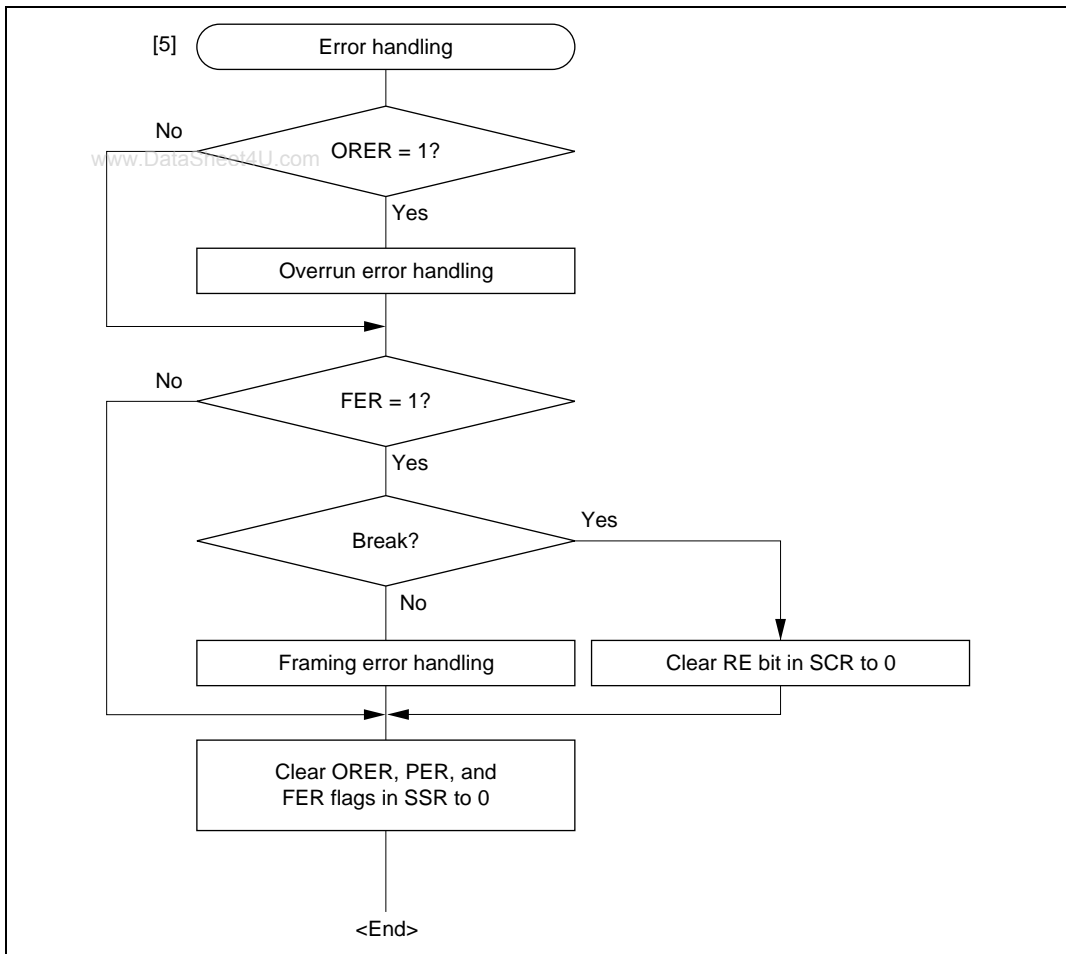 [5] Error handling
No
www.DataSheet4U.com
ORER = 1?
Yes
Overrun error handling
No
FER = 1?
Yes
Yes
Break?
No
Framing error handling
Clear RE bit in SCR to 0
Clear ORER, PER, and
FER flags in SSR to 0
<End>